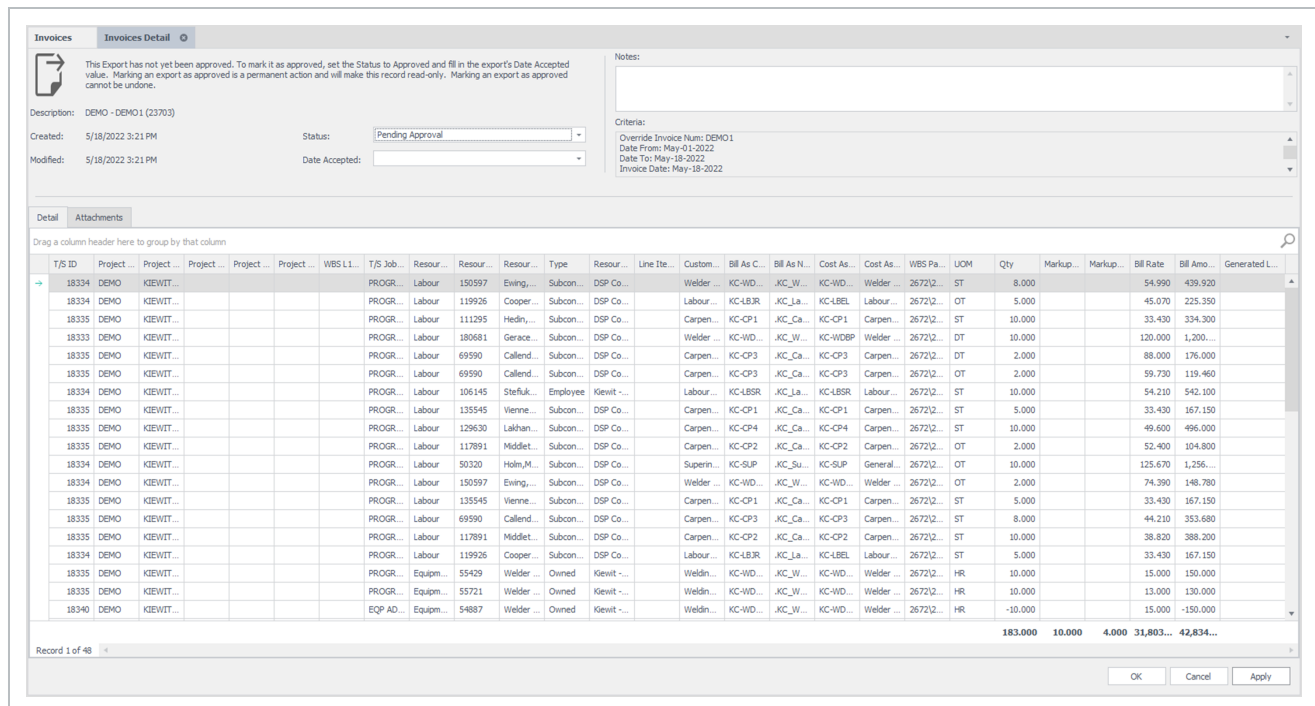 Invoices Invoices Detail
This Export has not yet been approved. To mark it as approved, set the Status to Approved and fill in the export's Date Accepted
value. Marking an export as approved is a permanent action and will make this record read-only. Marking an export as approved
cannot be undone.
Notes:
Description: DEMO - DEMO1 (23703)
Created: 5/18/2022 3:21 PM Status: Pending Approval
Modified: 5/18/2022 3:21 PM Date Accepted:
Criteria:
Override Invoice Num: DEMO1
Date From: May-01-2022
Date To: May-18-2022
Invoice Date: May-18-2022
Detail Attachments
Drag a column header here to group by that column
T/S ID Project ... Project ... Project ... Project ... Project ... WBS L1... T/S Job... Resour... Resour... Resour... Type Resour... Line Ite... Custom... Bill As C... Bill As N... Cost As... Cost As... WBS Pa... UOM Qty Markup... Markup... Bill Rate Bill Amo... Generated L...
18334 DEMO KIEWIT... PROGR... Labour 150597 Ewing,... Subcon... DSP Co... Welder ... KC-WD... .KC_W... KC-WD... Welder ... 2672\2... ST 8.000 54.990 439.920
18334 DEMO KIEWIT... PROGR... Labour 119926 Cooper... Subcon... DSP Co... Labour... KC-LBJR .KC_La... KC-LBEL Labour... 2672\2... OT 5.000 45.070 225.350
18335 DEMO KIEWIT... PROGR... Labour 111295 Hedin,... Subcon... DSP Co... Carpen... KC-CP1 .KC_Ca... KC-CP1 Carpen... 2672\2... ST 10.000 33.430 334.300
18333 DEMO KIEWIT... PROGR... Labour 180681 Gerace... Subcon... DSP Co... Welder ... KC-WD... .KC_W... KC-WDBP Welder ... 2672\2... DT 10.000 120.000 1,200....
18335 DEMO KIEWIT... PROGR... Labour 69590 Callend... Subcon... DSP Co... Carpen... KC-CP3 .KC_Ca... KC-CP3 Carpen... 2672\2... DT 2.000 88.000 176.000
18335 DEMO KIEWIT... PROGR... Labour 69590 Callend... Subcon... DSP Co... Carpen... KC-CP3 .KC_Ca... KC-CP3 Carpen... 2672\2... OT 2.000 59.730 119.460
18334 DEMO KIEWIT... PROGR... Labour 106145 Stefiuk... Employee Kiewit -... Labour... KC-LBSR .KC_La... KC-LBSR Labour... 2672\2... ST 10.000 54.210 542.100
18335 DEMO KIEWIT... PROGR... Labour 135545 Vienne... Subcon... DSP Co... Carpen... KC-CP1 .KC_Ca... KC-CP1 Carpen... 2672\2... ST 5.000 33.430 167.150
18335 DEMO KIEWIT... PROGR... Labour 129630 Lakhan... Subcon... DSP Co... Carpen... KC-CP4 .KC_Ca... KC-CP4 Carpen... 2672\2... ST 10.000 49.600 496.000
18335 DEMO KIEWIT... PROGR... Labour 117891 Middlet... Subcon... DSP Co... Carpen... KC-CP2 .KC_Ca... KC-CP2 Carpen... 2672\2... OT 2.000 52.400 104.800
18334 DEMO KIEWIT... PROGR... Labour 50320 Holm,M... Subcon... DSP Co... Superin... KC-SUP .KC_Su... KC-SUP General... 2672\2... OT 10.000 125.670 1,256....
18334 DEMO KIEWIT... PROGR... Labour 150597 Ewing,... Subcon... DSP Co... Welder ... KC-WD... .KC_W... KC-WD... Welder ... 2672\2... OT 2.000 74.390 148.780
18335 DEMO KIEWIT... PROGR... Labour 135545 Vienne... Subcon... DSP Co... Carpen... KC-CP1 .KC_Ca... KC-CP1 Carpen... 2672\2... ST 5.000 33.430 167.150
18335 DEMO KIEWIT... PROGR... Labour 69590 Callend... Subcon... DSP Co... Carpen... KC-CP3 .KC_Ca... KC-CP3 Carpen... 2672\2... ST 8.000 44.210 353.680
18335 DEMO KIEWIT... PROGR... Labour 117891 Middlet... Subcon... DSP Co... Carpen... KC-CP2 .KC_Ca... KC-CP2 Carpen... 2672\2... ST 10.000 38.820 388.200
18334 DEMO KIEWIT... PROGR... Labour 119926 Cooper... Subcon... DSP Co... Labour... KC-LBJR .KC_La... KC-LBEL Labour... 2672\2... ST 5.000 33.430 167.150
18335 DEMO KIEWIT... PROGR... Equipm... 55429 Welder ... Owned Kiewit -... Weldin... KC-WD... .KC_W... KC-WD... Welder ... 2672\2... HR 10.000 15.000 150.000
18335 DEMO KIEWIT... PROGR... Equipm... 55721 Welder ... Owned Kiewit -... Weldin... KC-WD... .KC_W... KC-WD... Welder ... 2672\2... HR 10.000 13.000 130.000
18340 DEMO KIEWIT... EQP AD... Equipm... 54887 Welder ... Owned Kiewit -... Weldin... KC-WD... .KC_W... KC-WD... Welder ... 2672\2... HR -10.000 15.000 -150.000
183.000 10.000 4.000 31,803... 42,834...
Record 1 of 48
OK Cancel Apply